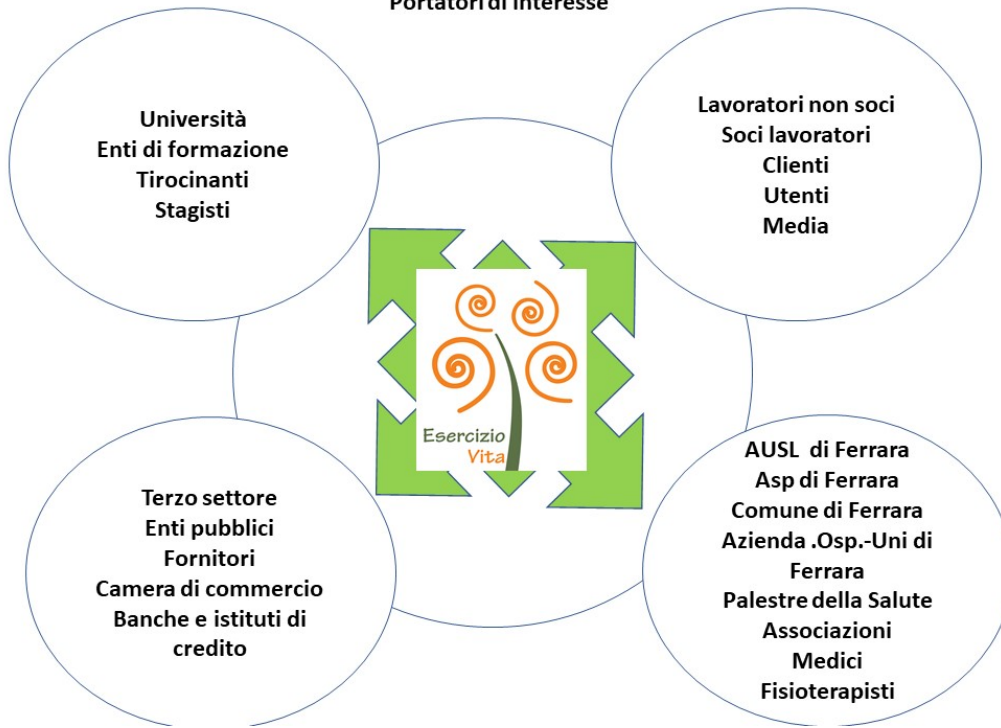 Portatori di interesse
Università
Enti di formazione
Tirocinanti
Stagisti
Lavoratori non soci
Soci lavoratori
Clienti
Utenti
Media
Esercizio
Vita
Terzo settore
Enti pubblici
Fornitori
Camera di commercio
Banche e istituti di
credito
AUSL  di Ferrara
Asp di Ferrara
Comune di Ferrara
Azienda .Osp.-Uni di
Ferrara
Palestre della Salute
Associazioni
Medici
Fisioterapisti